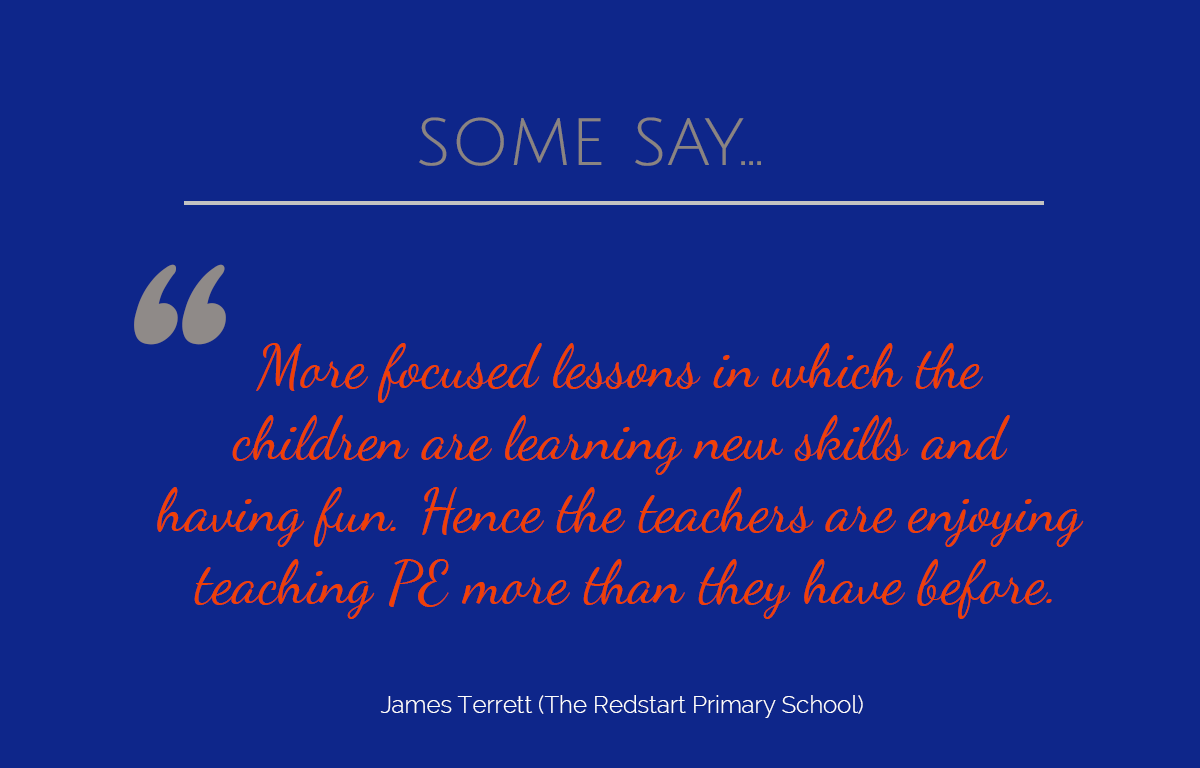 SOME SAY...
“
More focused lessons in which the
children are learning new skills and
having fun. Hence the teachers are enjoying
teaching PE more than they have before.
James Terrett (The Redstart Primary School)